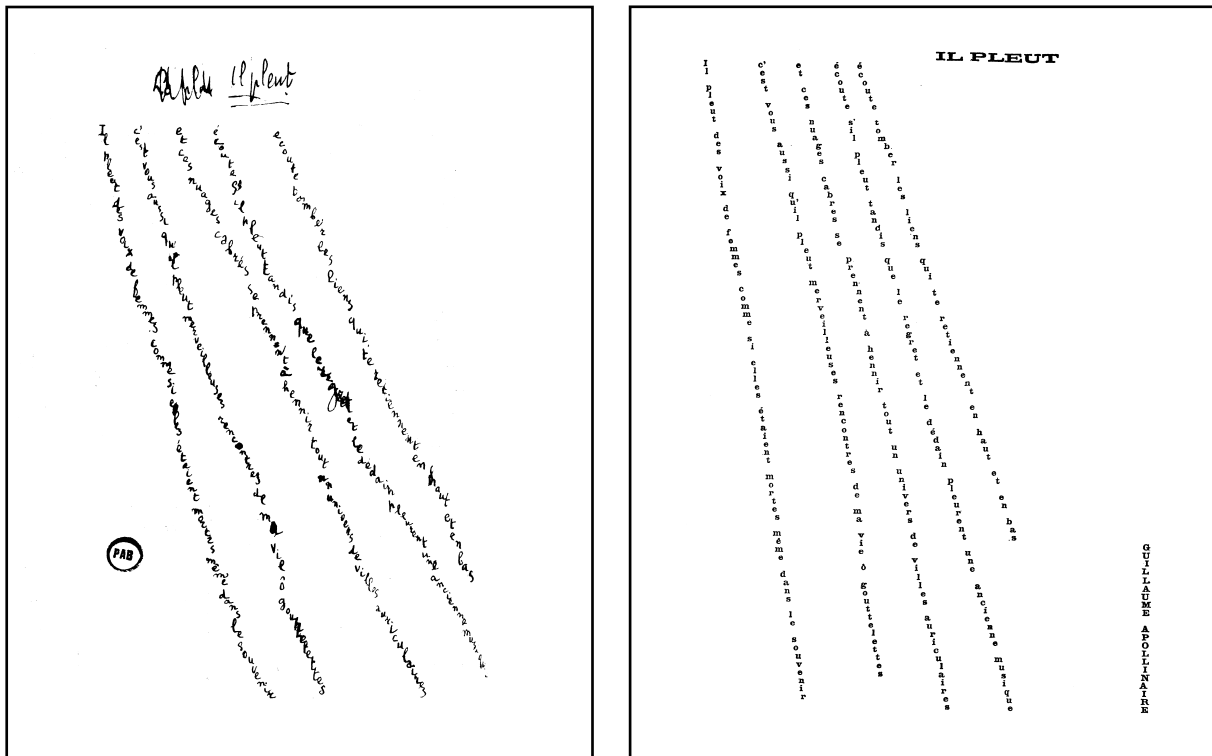 Il pleut
Il pleut des voix de femmes comme si elles étaient mortes même dans le souvenir
c'est vous aussi qu'il pleut merveilleuses rencontres de ma vie ô gouttelettes
et ces nuages cabrés se prennent à hennir tout un univers de villes auriculaires
écoute s'il pleut tandis que le regret et le dedain pleurent une ancienne musique
ecoute tomber les liens qui te retiennent en haut et en bas
PAB
IL PLEUT
Il pleut des voix de femmes comme si elles étaient mortes même dans le souvenir
c'est vous aussi qu'il pleut merveilleuses rencontres de ma vie ô gouttelettes
et ces nuages cabres se prennent à hennir tout un univers de villes auriculaires
écoute s'il pleut tandis que le regret et le dédain pleurent une ancienne musique
écoute tomber les liens qui te retiennent en haut et en bas
GUILLAUME APOLLINAIRE